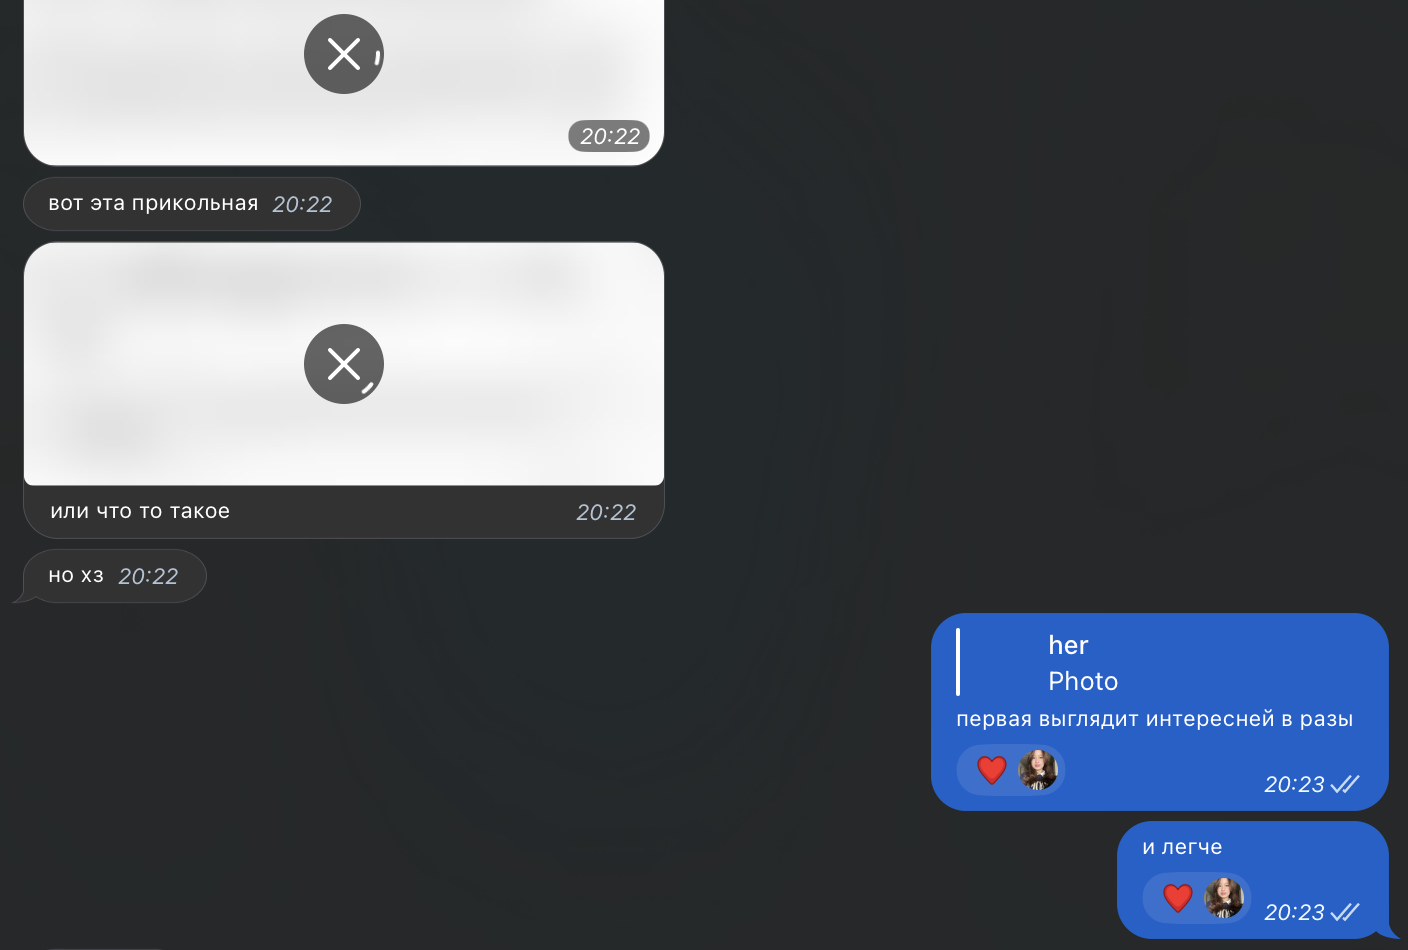 20:22
вот эта прикольная 20:22
или что то такое 20:22
но хз 20:22
her
Photo
первая выглядит интересней в разы
20:23
и легче
20:23